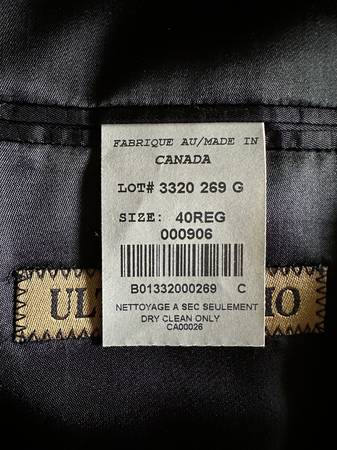 FABRIQUE AU/MADE IN
CANADA
LOT# 3320 269 G
SIZE: 40REG
000906
B01332000269 C
NETTOYAGE A SEC SEULEMENT
DRY CLEAN ONLY
CA00026